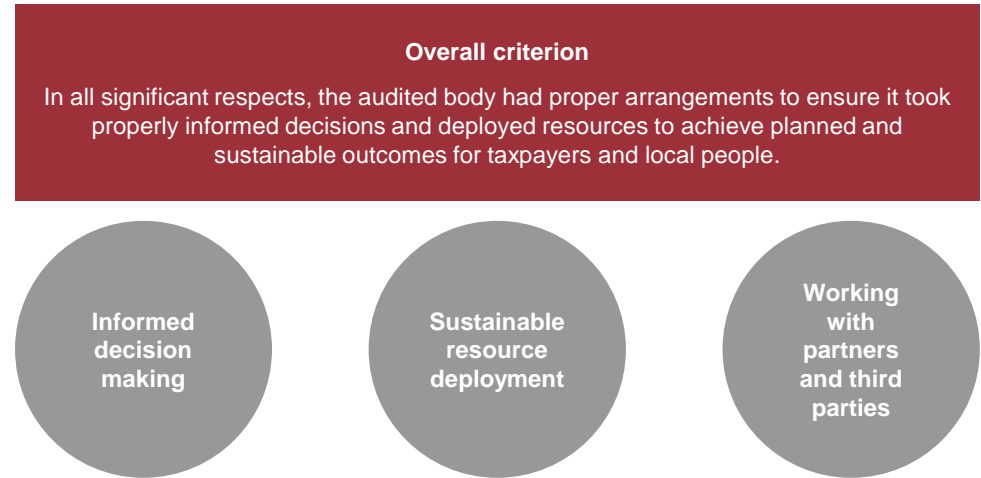 Overall criterion
In all significant respects, the audited body had proper arrangements to ensure it took
properly informed decisions and deployed resources to achieve planned and
sustainable outcomes for taxpayers and local people.
Informed
decision
making
Sustainable
resource
deployment
Working
with
partners
and third
parties